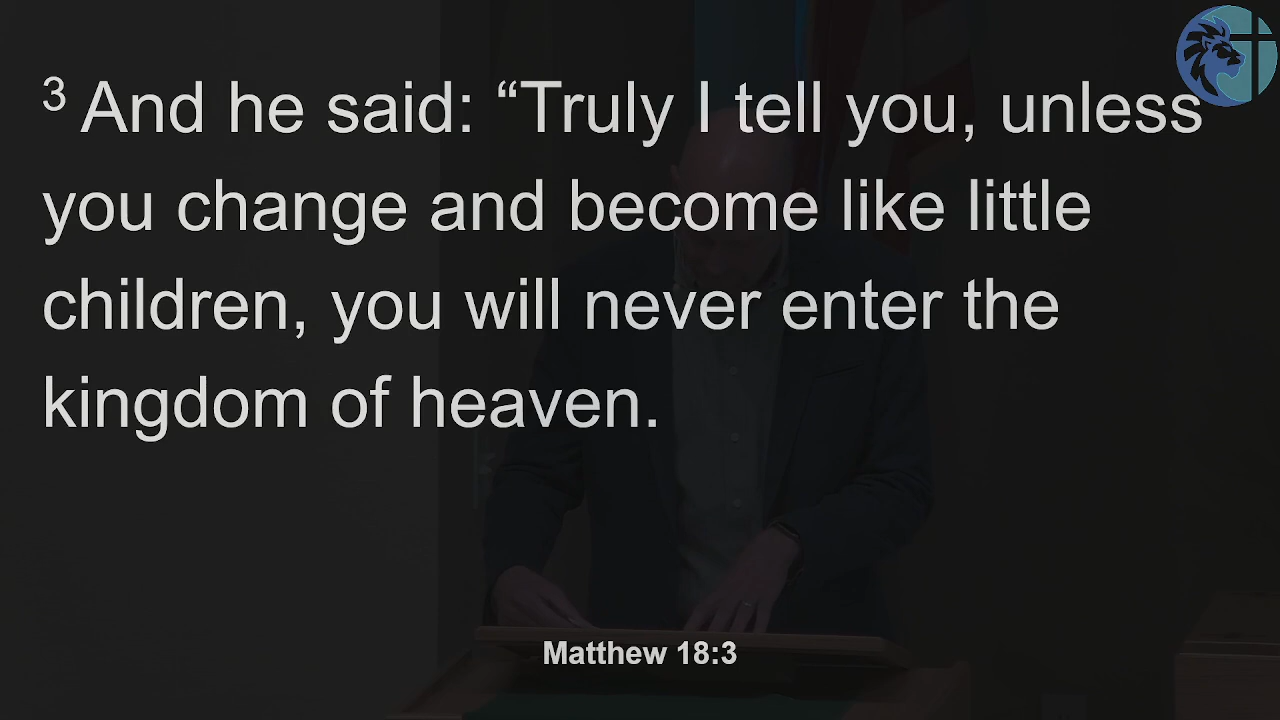 3 And he said: “Truly I tell you, unless
you change and become like little
children, you will never enter the
kingdom of heaven.
Matthew 18:3